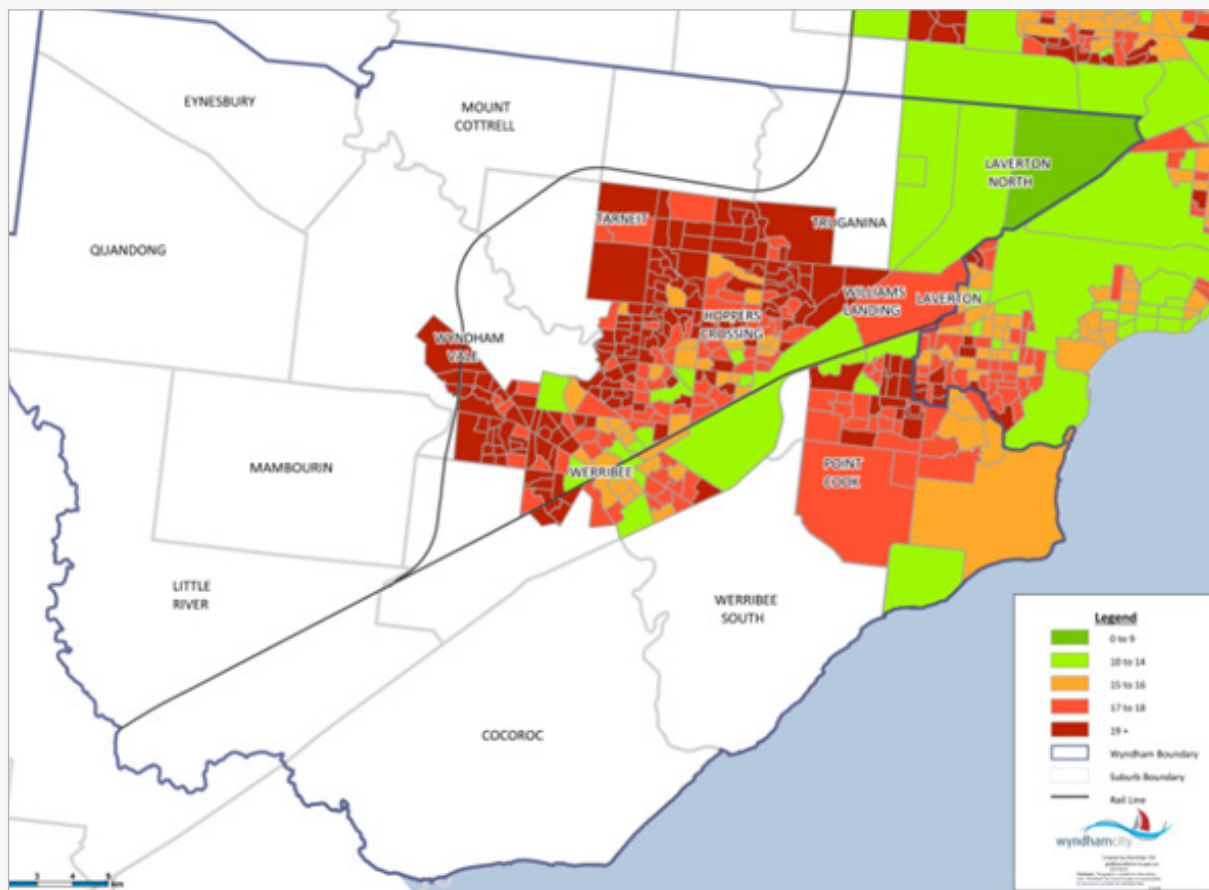 EYNESBURY
MOUNT
COTTRELL
LAVERTON
NORTH
TARNEIT
TRUGANINA
QUANDONG
WILLIAMS
LANDING
LAVERTON
HOPPERS
CROSSING
WYNDHAM
VALE
MAMBOURIN
WERRIBEE
POINT
COOK
LITTLE
RIVER
WERRIBEE
SOUTH
COCOROC
Legend
0 to 9
10 to 14
15 to 16
17 to 18
19 +
Wyndham Boundary
Suburb Boundary
Rail Line
wyndhamcity
km